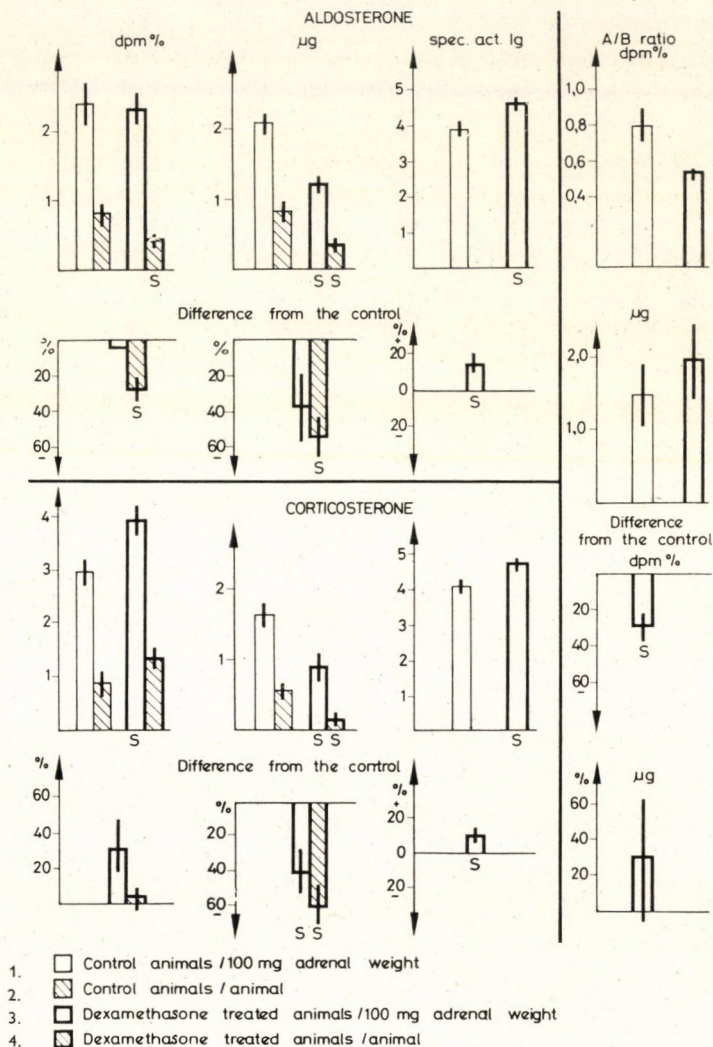 ALDOSTERONE
dpm %
µg
spec. act. lg
A/B ratio
dpm%
2
1
S
2
1
S S
5
4
3
2
1
S
1,0
0,8
0,6
0,4
Difference from the control
%
20
40
60
–
S
%
20
40
60
–
S
%
+
20
0
20
–
S
µg
2,0
1,0
CORTICOSTERONE
4
3
2
1
S
2
1
S S
5
4
3
2
1
S
Difference
from the control
dpm %
20
40
60
–
S
Difference from the control
%
60
40
20
%
20
40
60
–
S S
%
+
20
0
20
–
S
µg
%
60
40
20
1. Control animals /100 mg adrenal weight
2. Control animals / animal
3. Dexamethasone treated animals/100 mg adrenal weight
4. Dexamethasone treated animals /animal